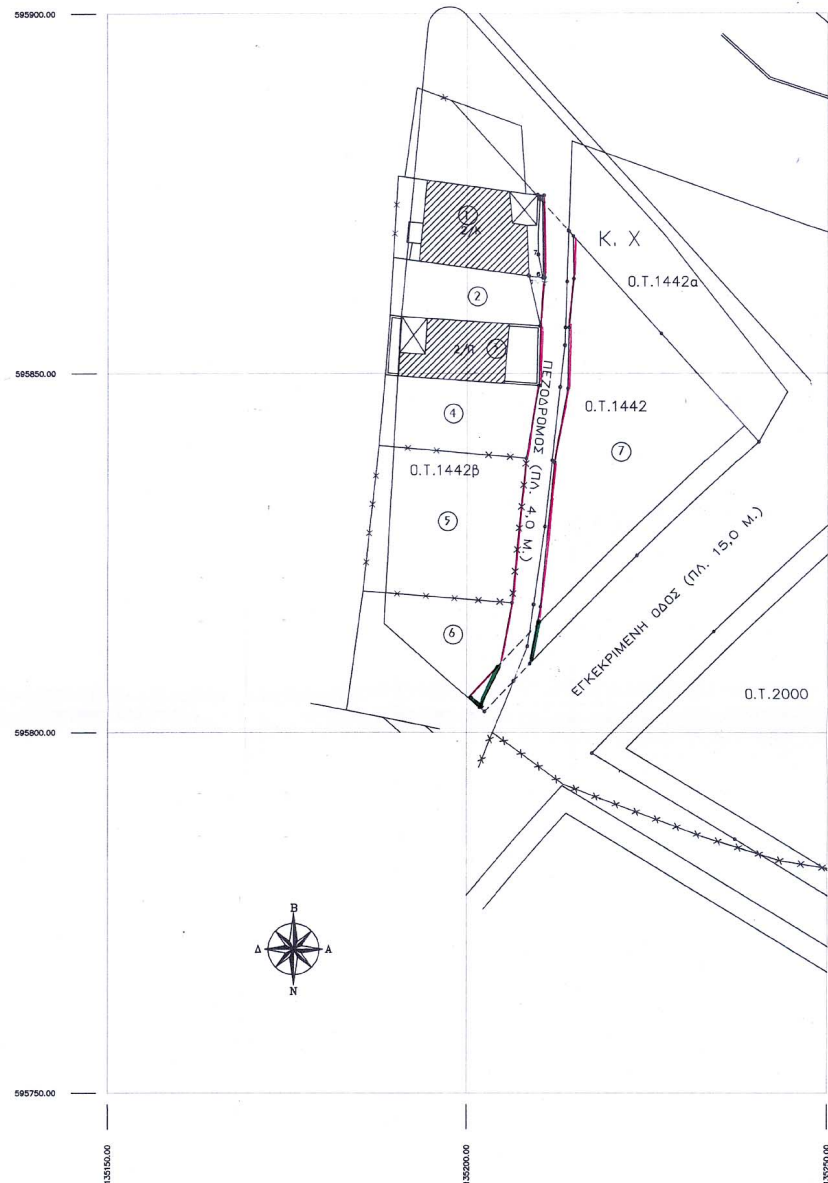 595900.00
1
2/Κ
Κ. Χ
Ο.Τ.1442α
2
3
2/Π
595850.00
ΠΕΖΟΔΡΟΜΟΣ (ΠΛ. 4,0 Μ.)
Ο.Τ.1442
4
7
Ο.Τ.1442β
5
ΕΓΚΕΚΡΙΜΕΝΗ ΟΔΟΣ (ΠΛ. 15,0 Μ.)
6
Ο.Τ.2000
595800.00
Β
Δ
Α
Ν
595750.00
135150.00
135200.00
135250.00